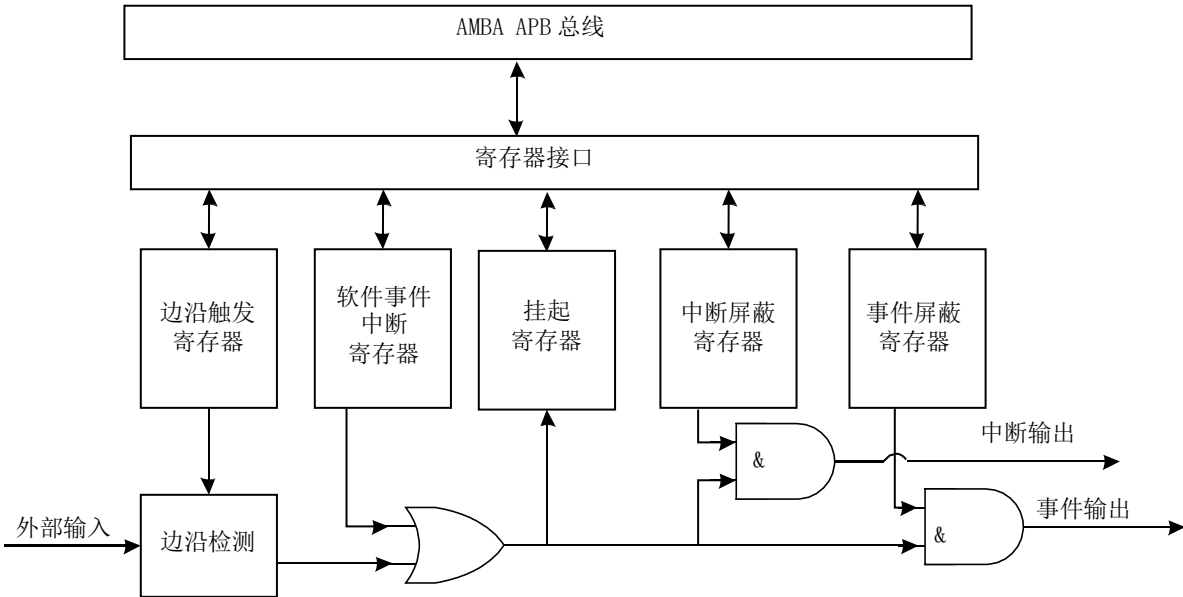 AMBA APB 总线
寄存器接口
边沿触发
寄存器
软件事件
中断
寄存器
挂起
寄存器
中断屏蔽
寄存器
事件屏蔽
寄存器
中断输出
&
外部输入
边沿检测
事件输出
&